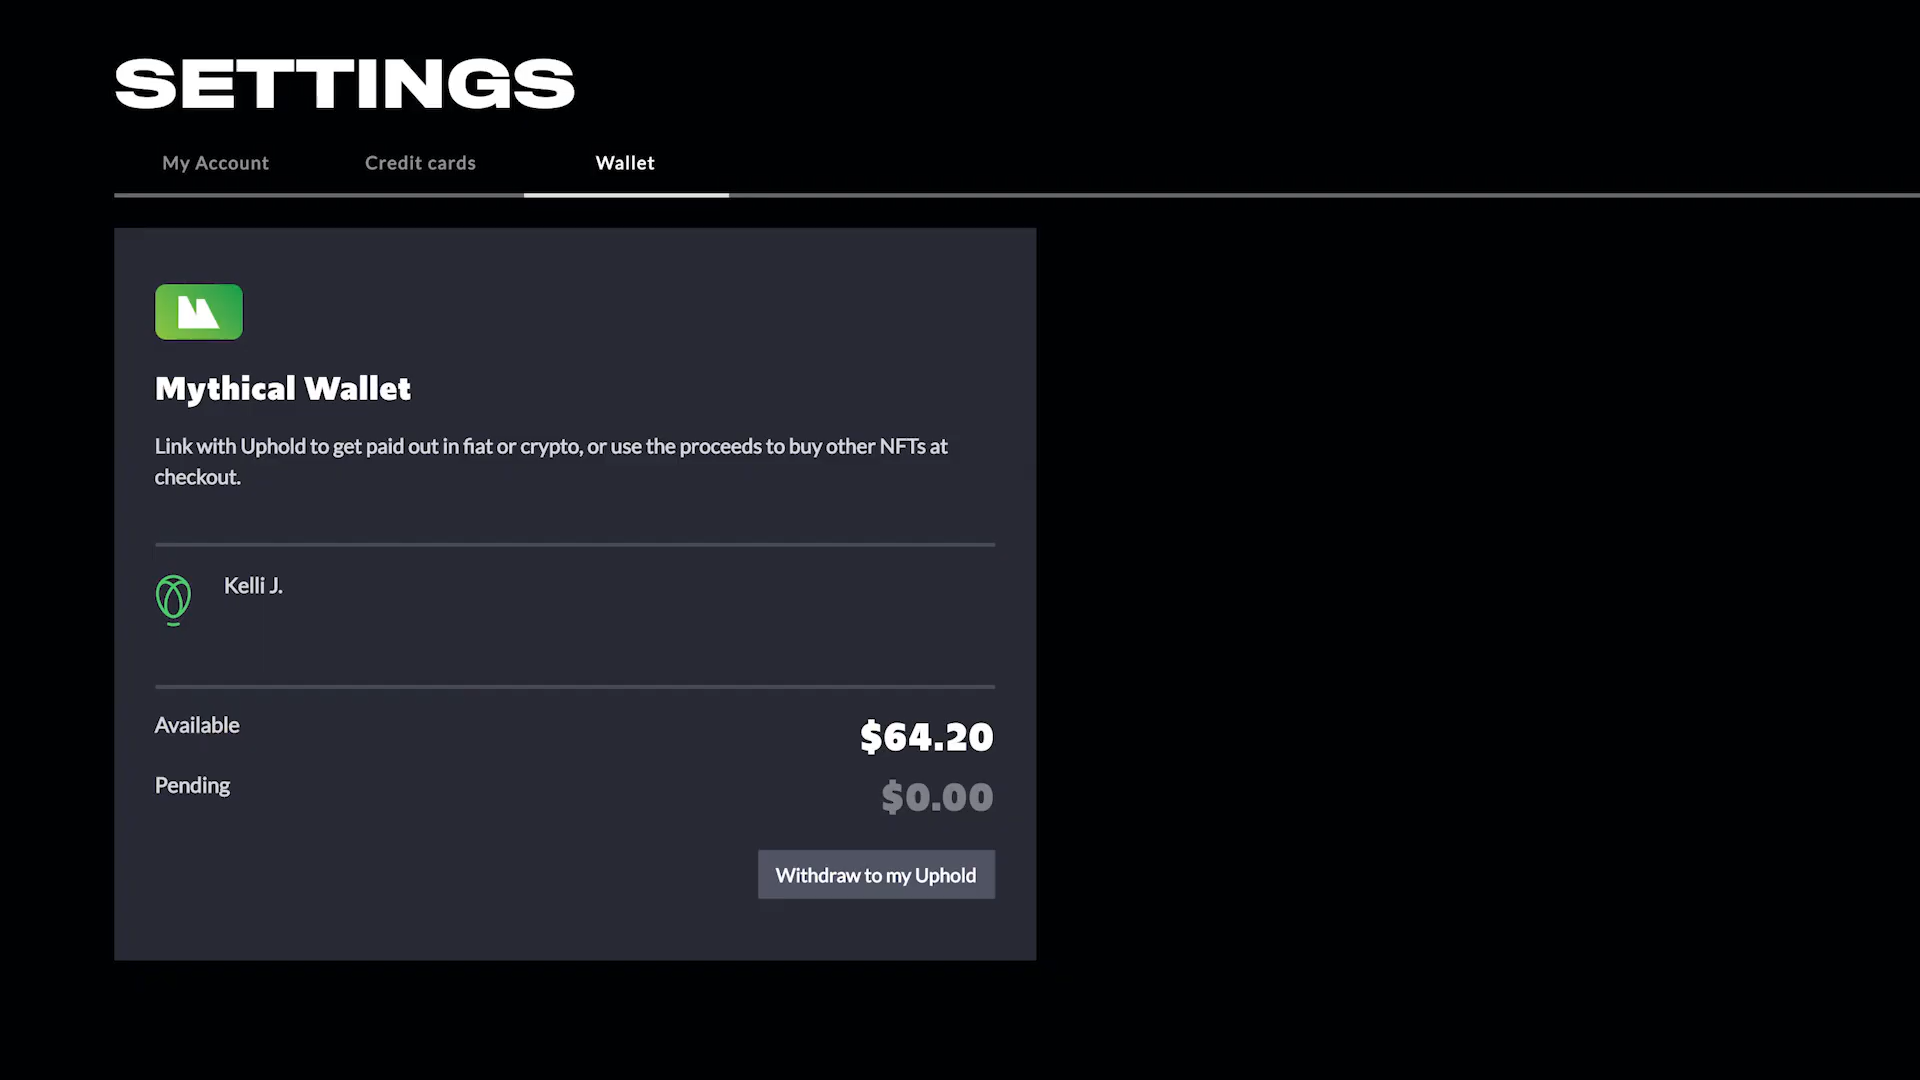 SETTINGS
My Account
Credit cards
Wallet
Mythical Wallet
Link with Uphold to get paid out in fiat or crypto, or use the proceeds to buy other NFTs at
checkout.
Kelli J.
Available
$64.20
Pending
$0.00
Withdraw to my Uphold